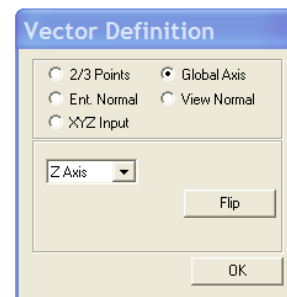 Vector Definition
2/3 Points Global Axis
Ent. Normal View Normal
XYZ Input
Z Axis
Flip
OK